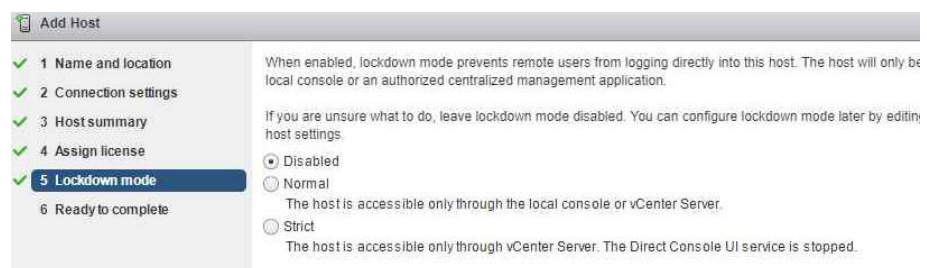 Add Host
1 Name and location
2 Connection settings
3 Host summary
4 Assign license
5 Lockdown mode
6 Ready to complete
When enabled, lockdown mode prevents remote users from logging directly into this host. The host will only be
local console or an authorized centralized management application.
If you are unsure what to do, leave lockdown mode disabled. You can configure lockdown mode later by editing
host settings.
Disabled
Normal
The host is accessible only through the local console or vCenter Server.
Strict
The host is accessible only through vCenter Server. The Direct Console UI service is stopped.